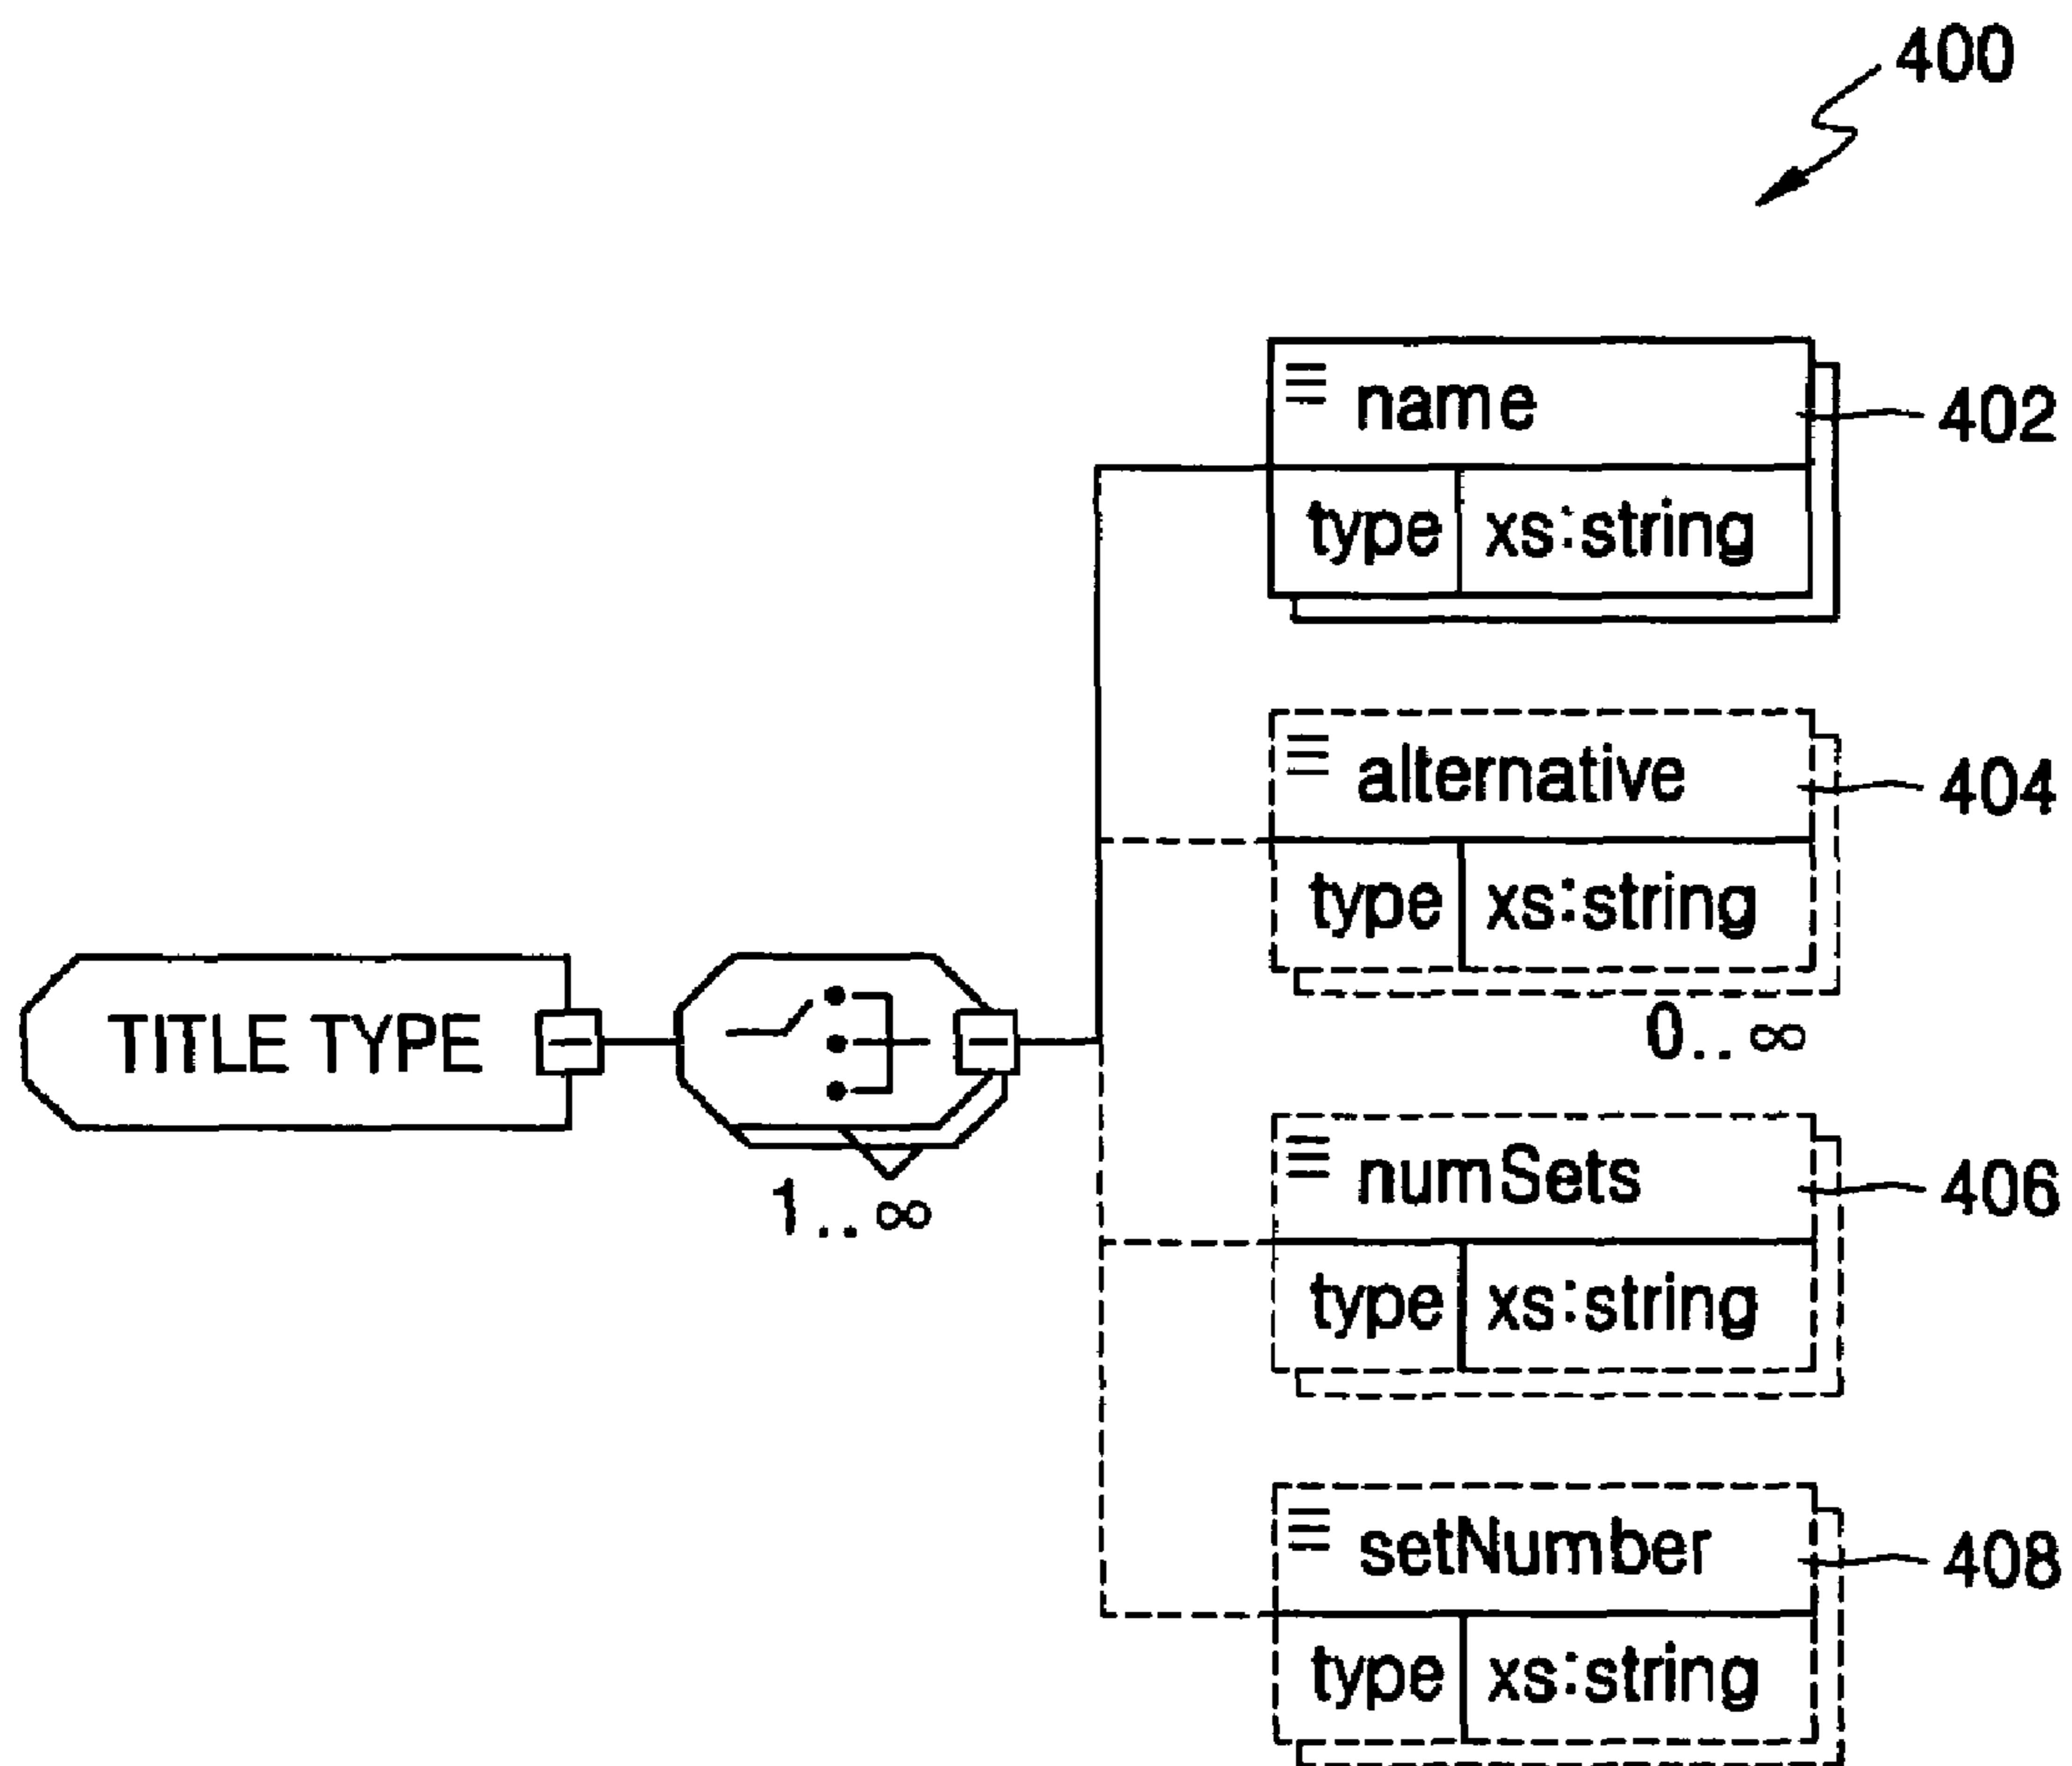 400
name
402
type xs:string
alternative
404
type xs:string
0..∞
TITLE TYPE
1..∞
numSets
406
type xs:string
setNumber
408
type xs:string